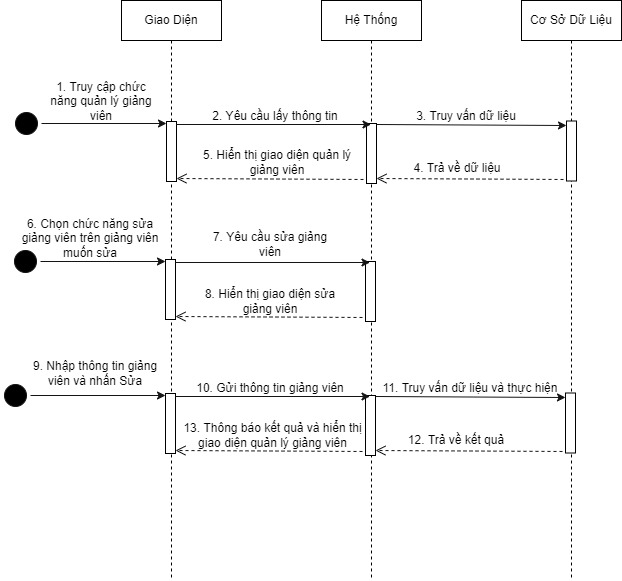 Giao Diện
Hệ Thống
Cơ Sở Dữ Liệu
1. Truy cập chức
năng quản lý giảng
viên
2. Yêu cầu lấy thông tin
3. Truy vấn dữ liệu
5. Hiển thị giao diện quản lý
giảng viên
4. Trả về dữ liệu
6. Chọn chức năng sửa
giảng viên trên giảng viên
muốn sửa
7. Yêu cầu sửa giảng
viên
8. Hiển thị giao diện sửa
giảng viên
9. Nhập thông tin giảng
viên và nhấn Sửa
10. Gửi thông tin giảng viên
11. Truy vấn dữ liệu và thực hiện
13. Thông báo kết quả và hiển thị
giao diện quản lý giảng viên
12. Trả về kết quả